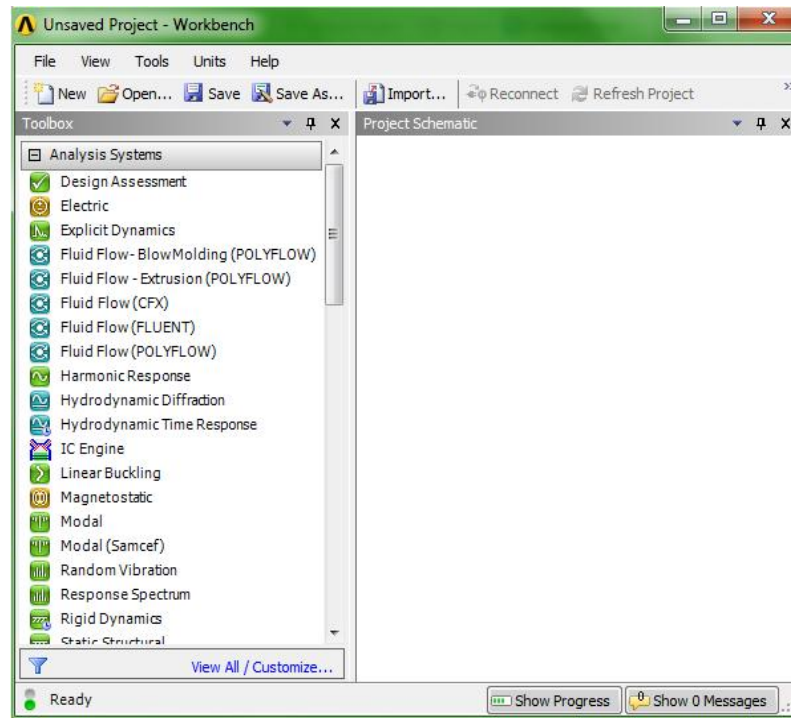 Unsaved Project - Workbench
File View Tools Units Help
New Open... Save Save As... Import... Reconnect Refresh Project
Toolbox Project Schematic
Analysis Systems
Design Assessment
Electric
Explicit Dynamics
Fluid Flow- BlowMolding (POLYFLOW)
Fluid Flow - Extrusion (POLYFLOW)
Fluid Flow (CFX)
Fluid Flow (FLUENT)
Fluid Flow (POLYFLOW)
Harmonic Response
Hydrodynamic Diffraction
Hydrodynamic Time Response
IC Engine
Linear Buckling
Magnetostatic
Modal
Modal (Samcef)
Random Vibration
Response Spectrum
Rigid Dynamics
Static Structural
View All / Customize...
Ready Show Progress 0 Show 0 Messages